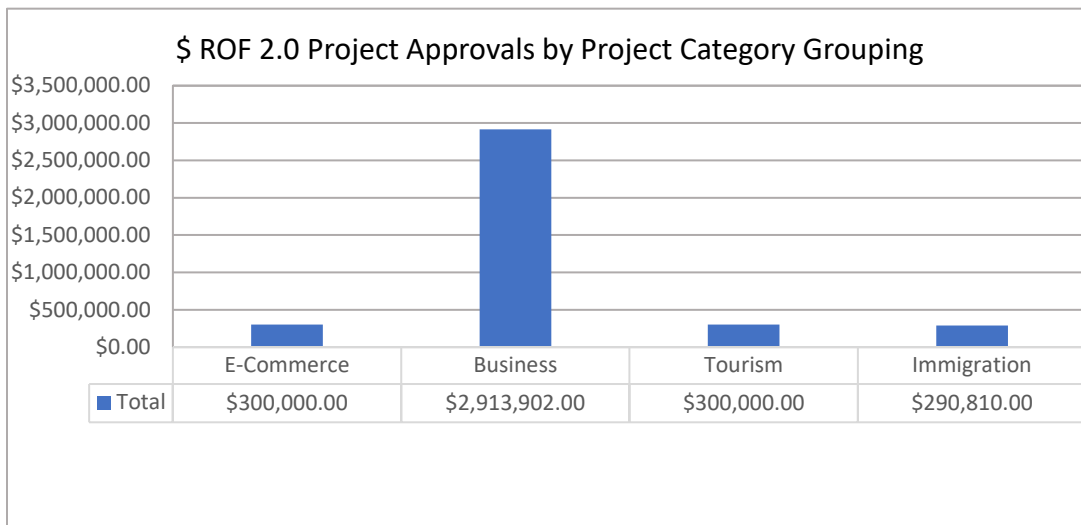 $ ROF 2.0 Project Approvals by Project Category Grouping
$3,500,000.00
$3,000,000.00
$2,500,000.00
$2,000,000.00
$1,500,000.00
$1,000,000.00
$500,000.00
$0.00
E-Commerce Business Tourism Immigration
Total $300,000.00 $2,913,902.00 $300,000.00 $290,810.00